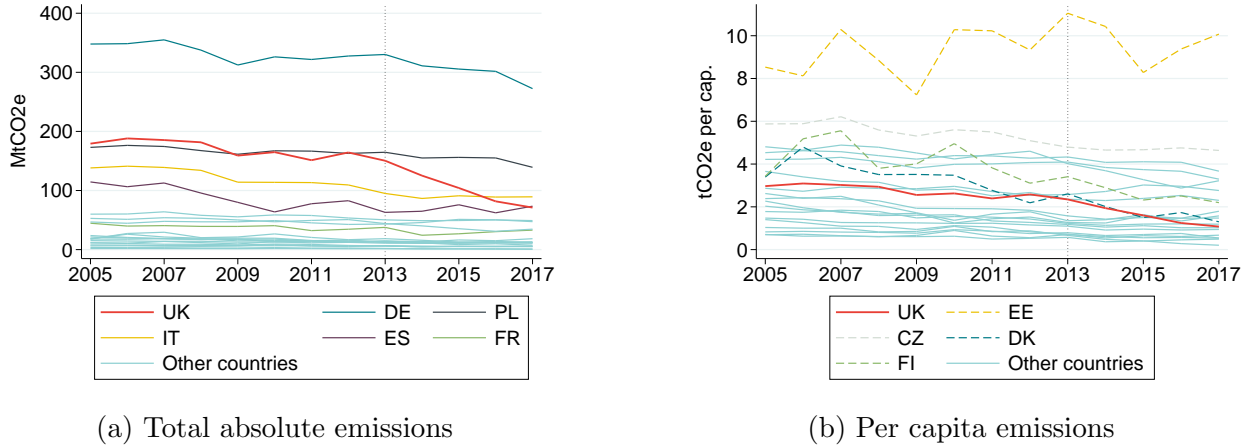 MtCO2e
400
300
200
100
0
2005 2007 2009 2011 2013 2015 2017
UK DE PL
IT ES FR
Other countries
(a) Total absolute emissions
tCO2e per cap.
10
8
6
4
2
0
2005 2007 2009 2011 2013 2015 2017
UK EE
CZ DK
FI Other countries
(b) Per capita emissions